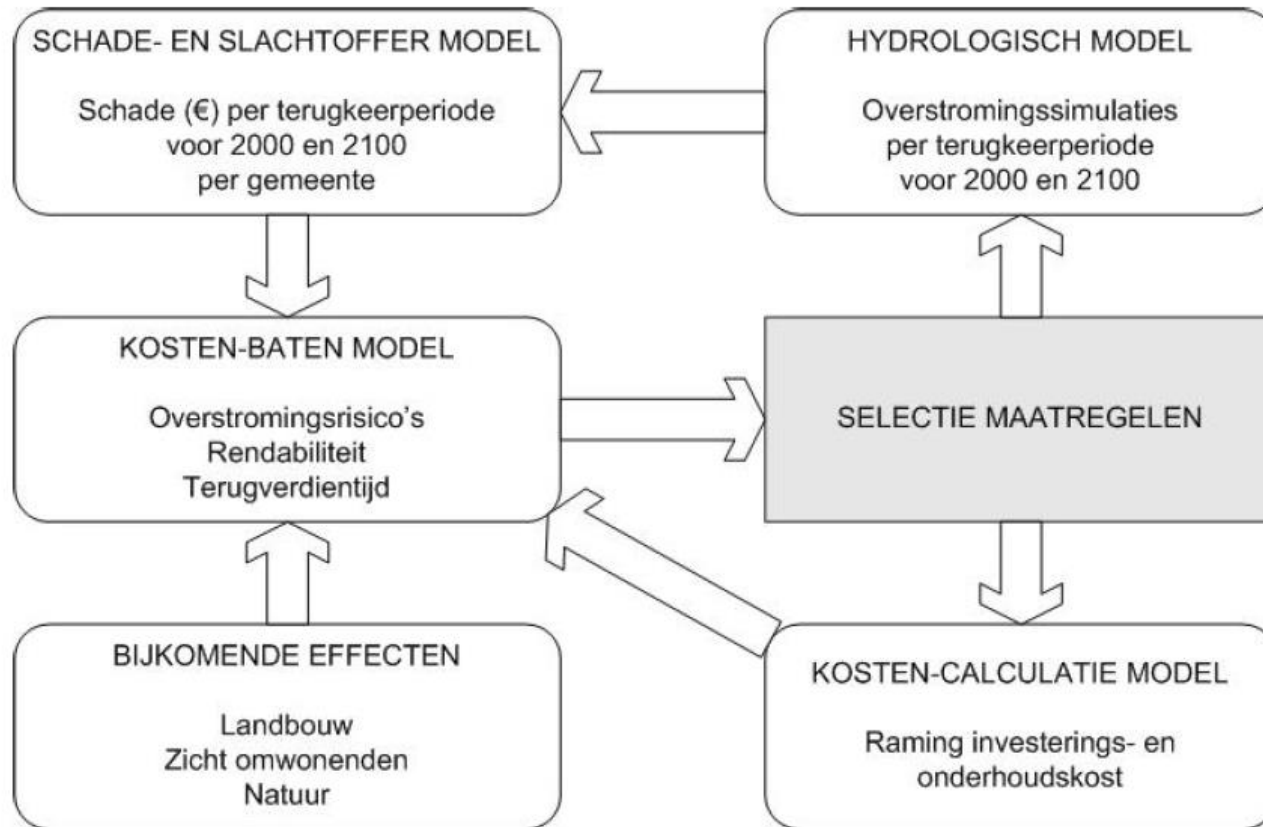 SCHADE- EN SLACHTOFFER MODEL
Schade (€) per terugkeerperiode
voor 2000 en 2100
per gemeente
HYDROLOGISCH MODEL
Overstromingssimulaties
per terugkeerperiode
voor 2000 en 2100
KOSTEN-BATEN MODEL
Overstromingsrisico's
Rendabiliteit
Terugverdientijd
SELECTIE MAATREGELEN
BIJKOMENDE EFFECTEN
Landbouw
Zicht omwonenden
Natuur
KOSTEN-CALCULATIE MODEL
Raming investerings- en
onderhoudskost